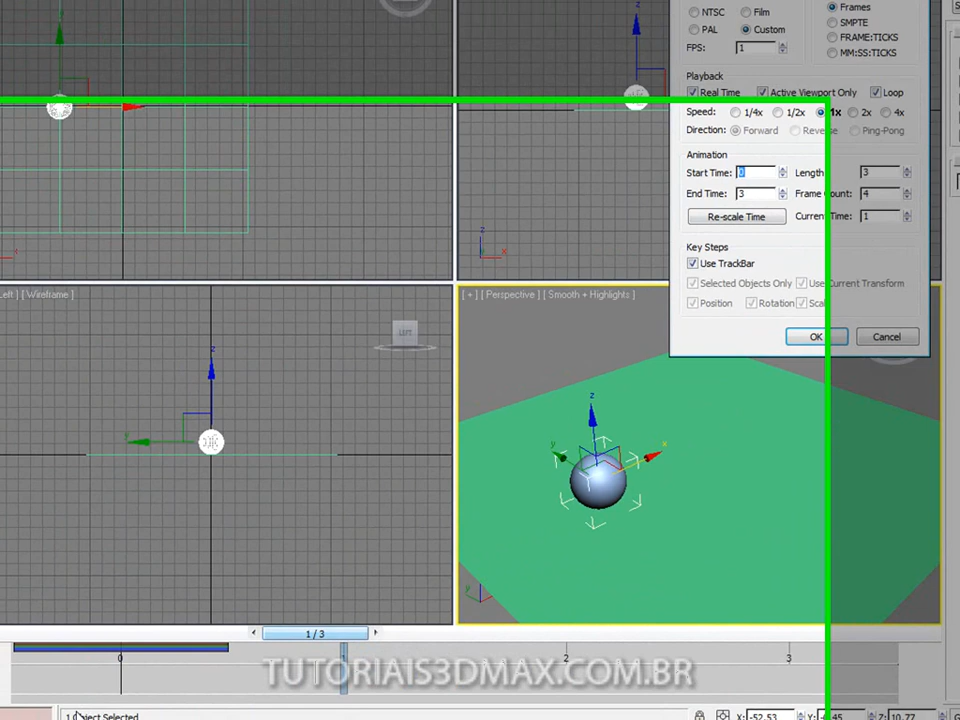 NTSC Film
PAL Custom
FPS: 1
Frames
SMPTE
FRAME:TICKS
MM:SS:TICKS
Playback
Real Time Active Viewport Only Loop
Speed: 1/4x 1/2x 1x 2x 4x
Direction: Forward Reverse Ping-Pong
Animation
Start Time: 0 Length: 3
End Time: 3 Frame Count: 4
Re-scale Time Current Time: 1
Key Steps
Use TrackBar
Selected Objects Only Use Current Transform
Position Rotation Scale
OK Cancel
z
x
z
x
Left ] [ Wireframe ]
LEFT
z
y
[ + ] [ Perspective ] [ Smooth + Highlights ]
z
y
x
y
1 / 3
0 1 2 3
TUTORIAIS3DMAX.COM.BR
1 Object Selected
X: -52.53 Y: Z: 10.77